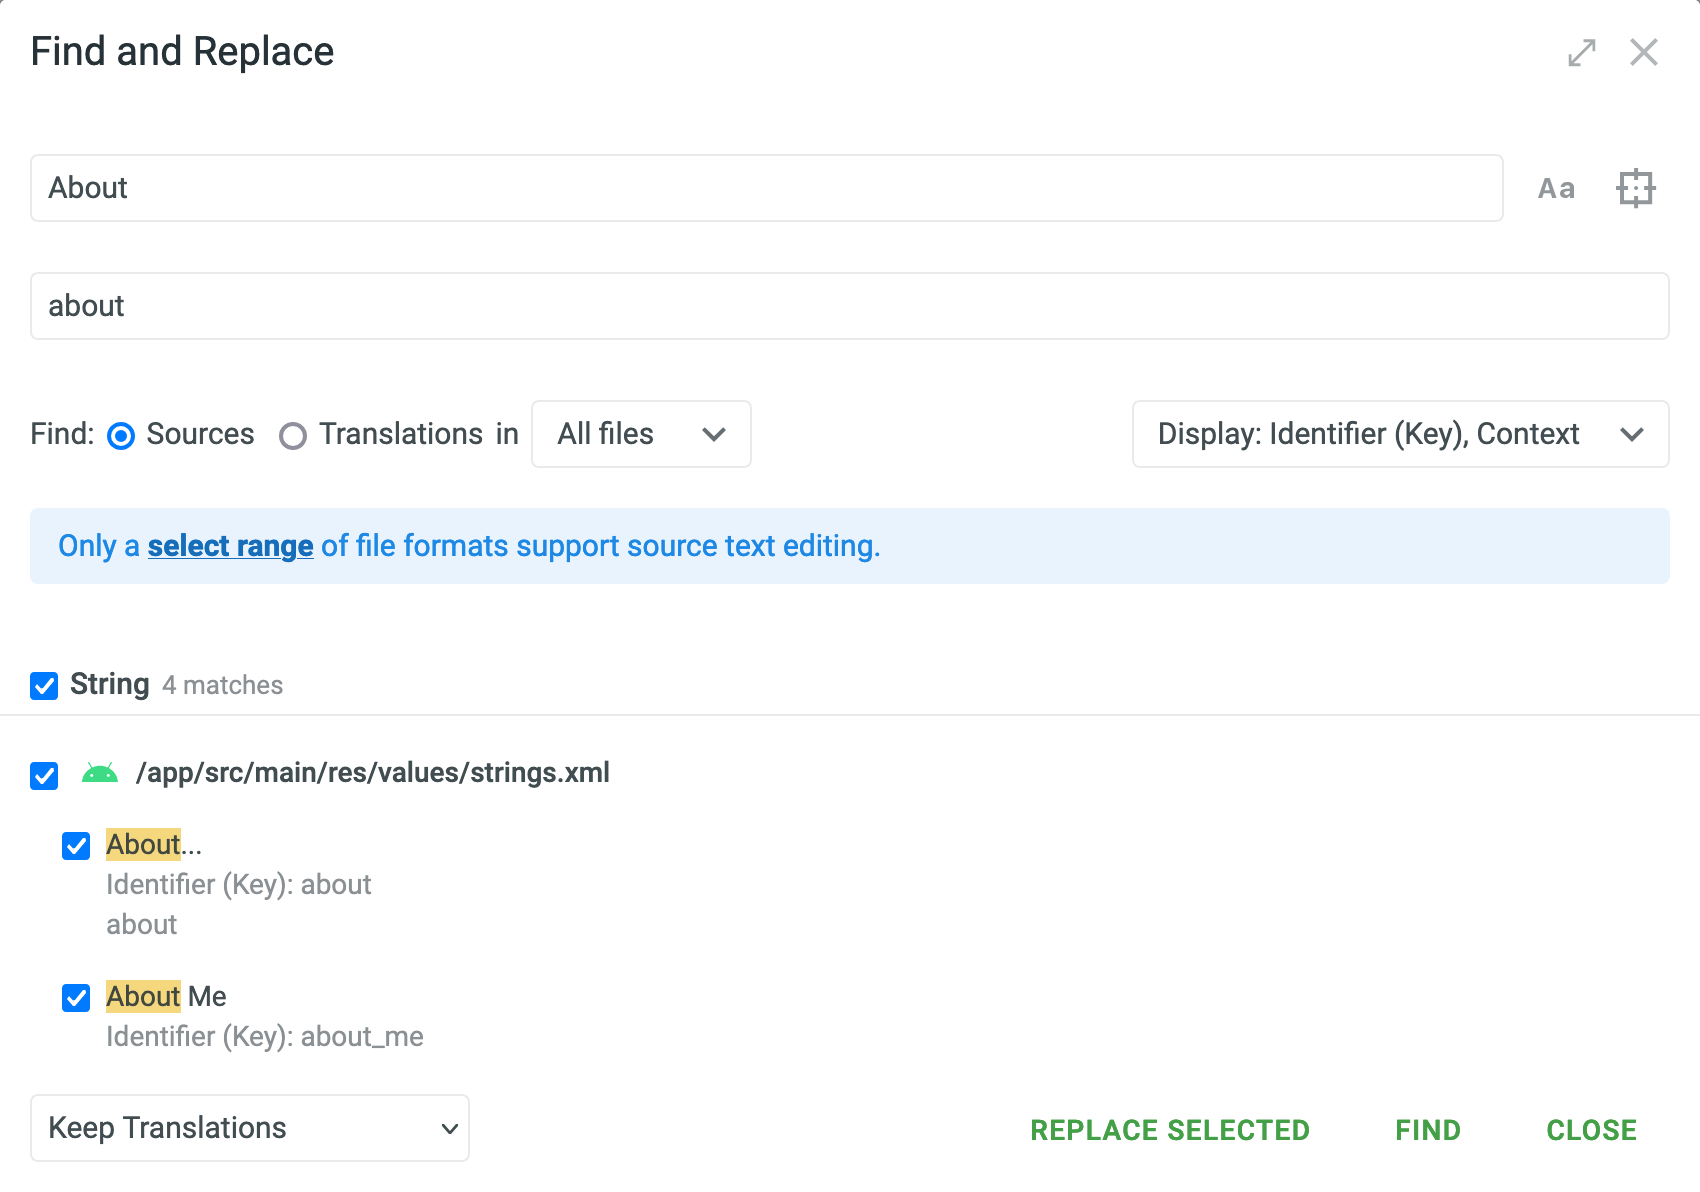 Find and Replace
About
Aa
about
Find: Sources Translations in All files Display: Identifier (Key), Context
Only a select range of file formats support source text editing.
String 4 matches
/app/src/main/res/values/strings.xml
About...
Identifier (Key): about
about
About Me
Identifier (Key): about_me
Keep Translations REPLACE SELECTED FIND CLOSE